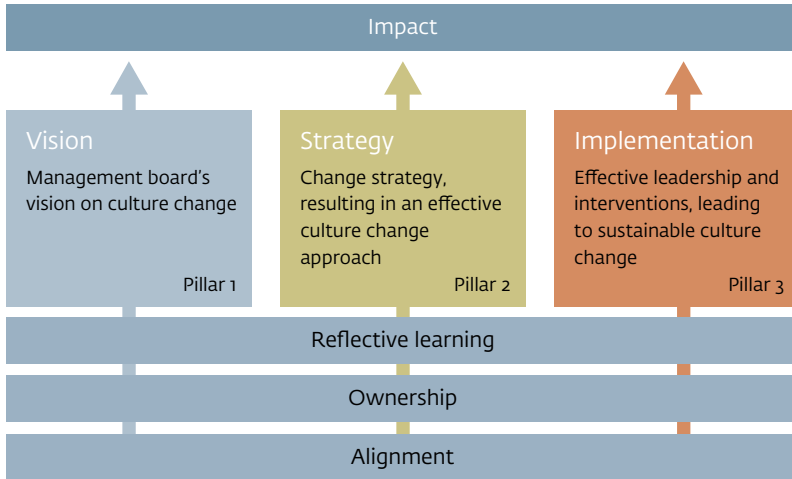 Impact
Vision
Management board's
vision on culture change
Pillar 1
Strategy
Change strategy,
resulting in an effective
culture change
approach
Pillar 2
Implementation
Effective leadership and
interventions, leading
to sustainable culture
change
Pillar 3
Reflective learning
Ownership
Alignment